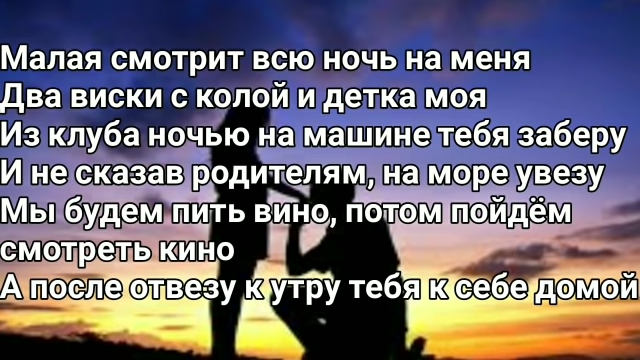 Малая смотрит всю ночь на меня
Два виски с колой и детка моя
Из клуба ночью на машине тебя заберу
И не сказав родителям, на море увезу
Мы будем пить вино, потом пойдём
смотреть кино
А после отвезу к утру тебя к себе домой